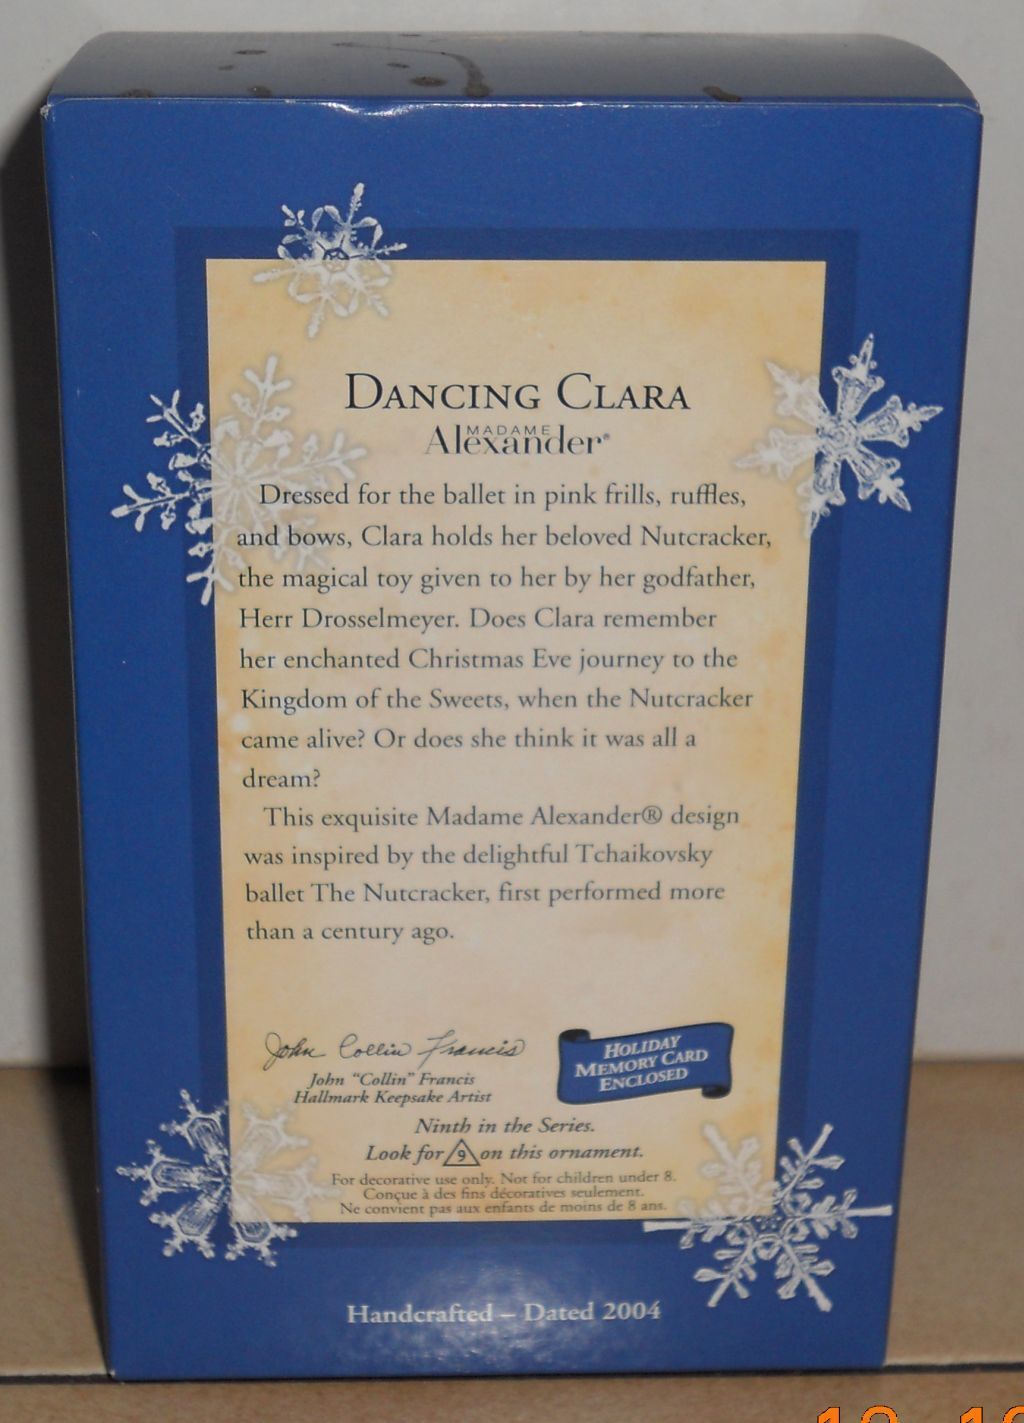 DANCING CLARA
MADAME
Alexander®
Dressed for the ballet in pink frills, ruffles,
and bows, Clara holds her beloved Nutcracker,
the magical toy given to her by her godfather,
Herr Drosselmeyer. Does Clara remember
her enchanted Christmas Eve journey to the
Kingdom of the Sweets, when the Nutcracker
came alive? Or does she think it was all a
dream?
This exquisite Madame Alexander® design
was inspired by the delightful Tchaikovsky
ballet The Nutcracker, first performed more
than a century ago.
John Collin Francis
John "Collin" Francis
Hallmark Keepsake Artist
HOLIDAY
MEMORY CARD
ENCLOSED
Ninth in the Series.
Look for 9 on this ornament.
For decorative use only. Not for children under 8.
Conçue à des fins décoratives seulement.
Ne convient pas aux enfants de moins de 8 ans.
Handcrafted – Dated 2004